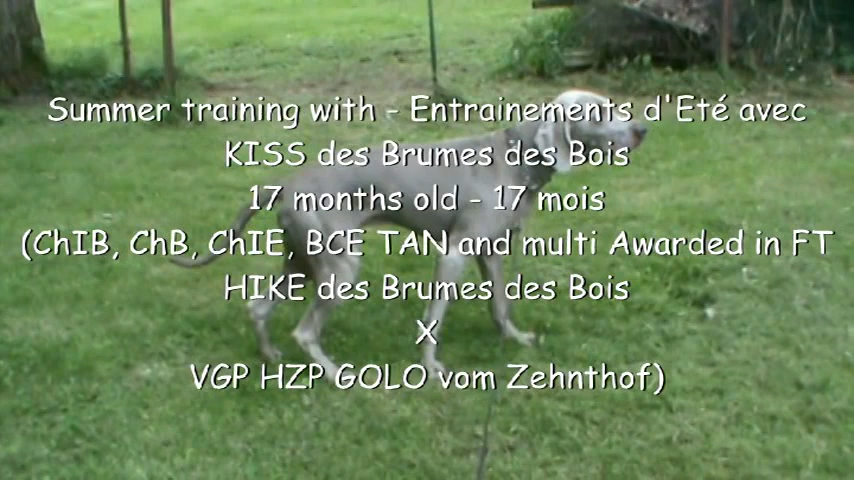 Summer training with - Entrainements d'Eté avec
KISS des Brumes des Bois
17 months old - 17 mois
(ChIB, ChB, ChIE, BCE TAN and multi Awarded in FT
HIKE des Brumes des Bois
X
VGP HZP GOLO vom Zehnthof)